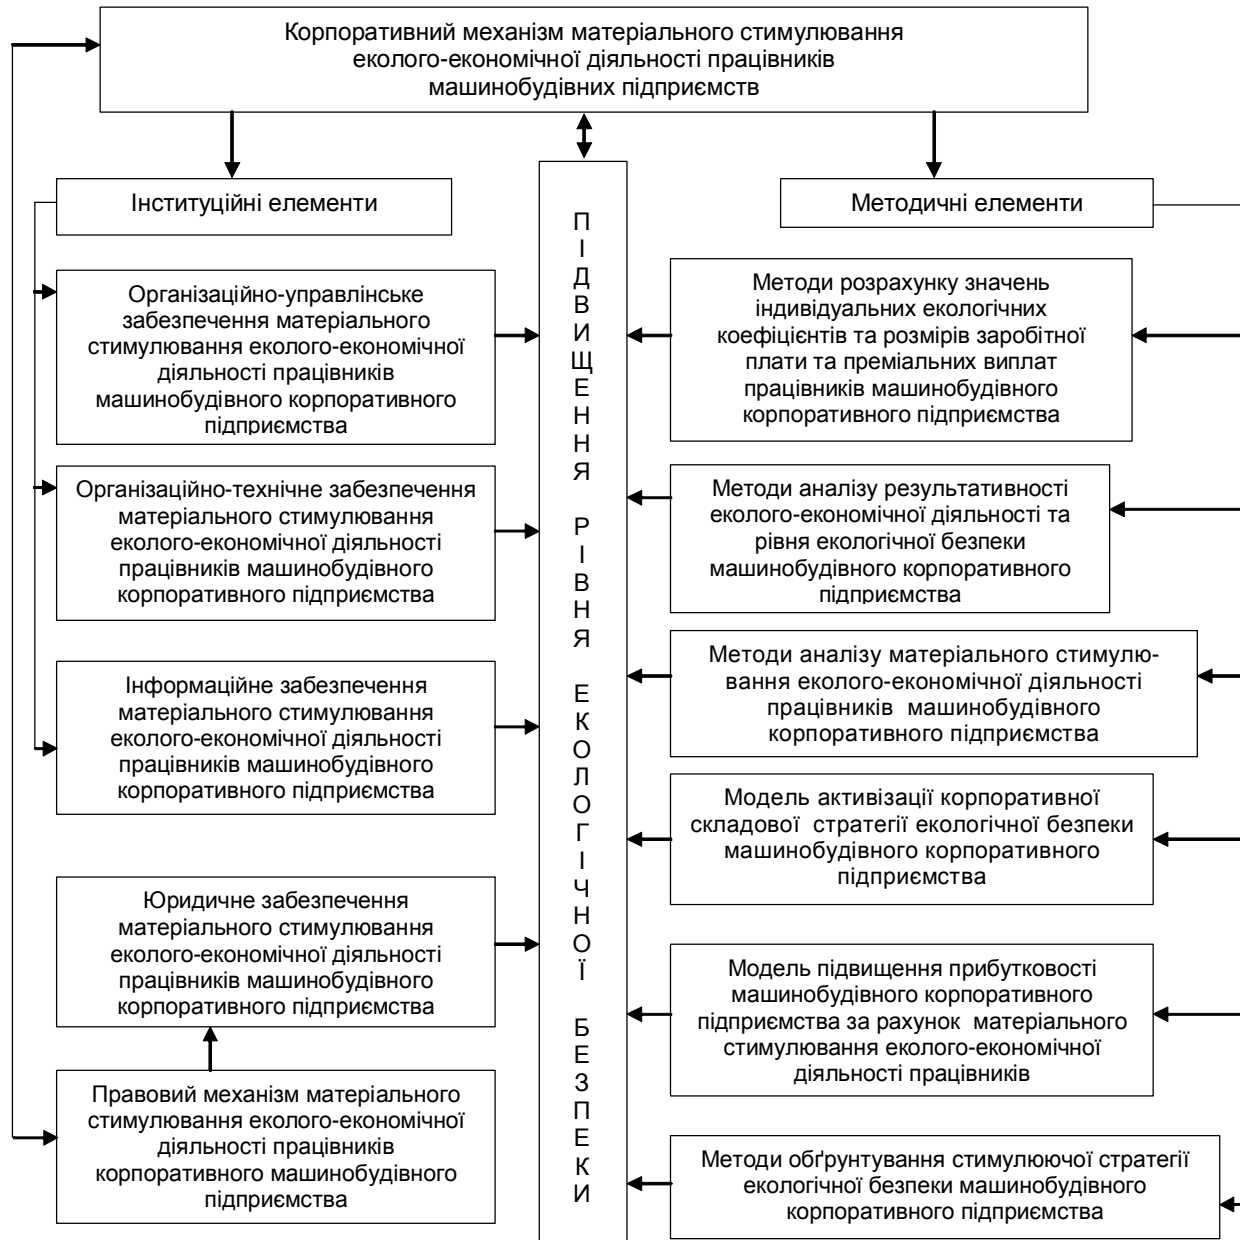 Корпоративний механізм матеріального стимулювання
еколого-економічної діяльності працівників
машинобудівних підприємств
Інституційні елементи
Методичні елементи
Організаційно-управлінське
забезпечення матеріального
стимулювання еколого-економічної
діяльності працівників
машинобудівного корпоративного
підприємства
Організаційно-технічне забезпечення
матеріального стимулювання
еколого-економічної діяльності
працівників машинобудівного
корпоративного підприємства
Інформаційне забезпечення
матеріального стимулювання
еколого-економічної діяльності
працівників машинобудівного
корпоративного підприємства
Юридичне забезпечення
матеріального стимулювання
еколого-економічної діяльності
працівників машинобудівного
корпоративного підприємства
Правовий механізм матеріального
стимулювання еколого-економічної
діяльності працівників
корпоративного машинобудівного
підприємства
ПІДВИЩЕННЯ РІВНЯ ЕКОЛОГІЧНОЇ БЕЗПЕКИ
Методи розрахунку значень
індивідуальних екологічних
коефіцієнтів та розмірів заробітної
плати та преміальних виплат
працівників машинобудівного
корпоративного підприємства
Методи аналізу результативності
еколого-економічної діяльності та
рівня екологічної безпеки
машинобудівного корпоративного
підприємства
Методи аналізу матеріального стимулю-
вання еколого-економічної діяльності
працівників машинобудівного
корпоративного підприємства
Модель активізації корпоративної
складової стратегії екологічної безпеки
машинобудівного корпоративного
підприємства
Модель підвищення прибутковості
машинобудівного корпоративного
підприємства за рахунок матеріального
стимулювання еколого-економічної
діяльності працівників
Методи обґрунтування стимулюючої стратегії
екологічної безпеки машинобудівного
корпоративного підприємства